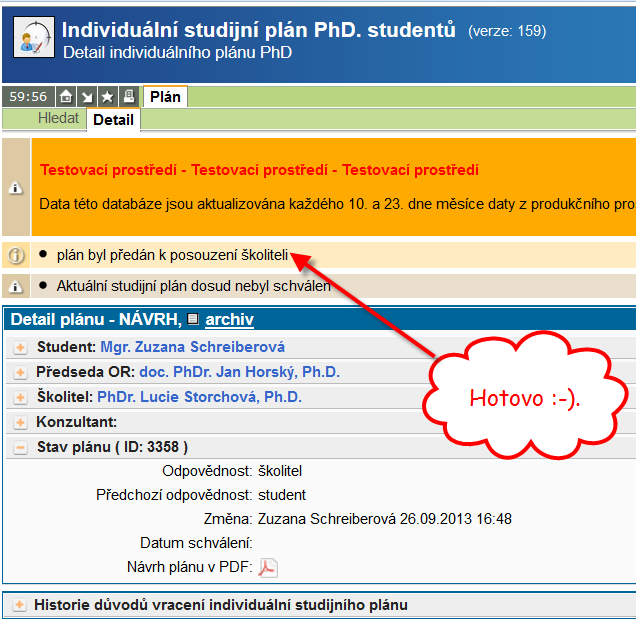 Individuální studijní plán PhD. studentů (verze: 159)
Detail individuálního plánu PhD
59:56 Plán
Hledat Detail
Testovací prostředí - Testovací prostředí - Testovací prostředí
Data této databáze jsou aktualizována každého 10. a 23. dne měsíce daty z produkčního pro
plán byl předán k posouzení školiteli
Aktuální studijní plán dosud nebyl schválen
Detail plánu - NÁVRH, archiv
Student: Mgr. Zuzana Schreiberová
Předseda OR: doc. PhDr. Jan Horský, Ph.D.
Školitel: PhDr. Lucie Storchová, Ph.D.
Hotovo :-).
Konzultant:
Stav plánu ( ID: 3358 )
Odpovědnost: školitel
Předchozí odpovědnost: student
Změna: Zuzana Schreiberová 26.09.2013 16:48
Datum schválení:
Návrh plánu v PDF:
Historie důvodů vracení individuální studijního plánu